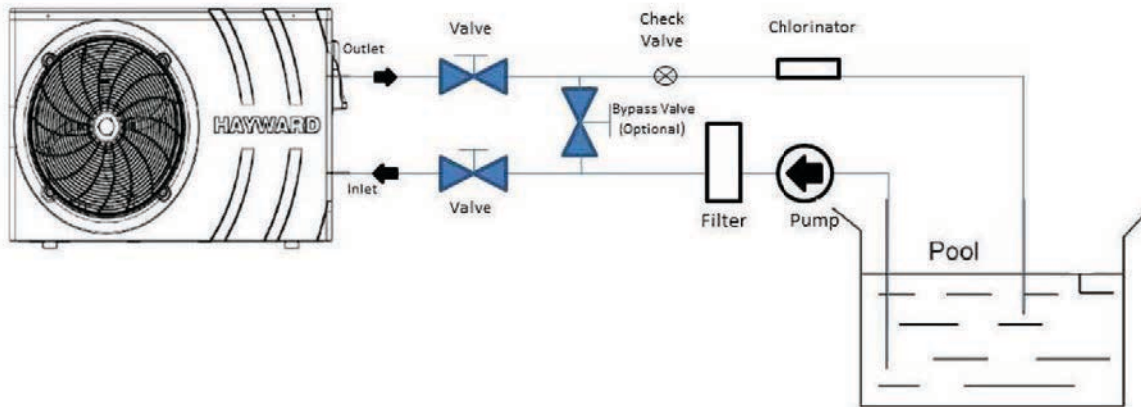 Valve
Check
Valve
Chlorinator
Outlet
HAYWARD
Bypass Valve
(Optional)
Inlet
Valve
Filter
Pump
Pool